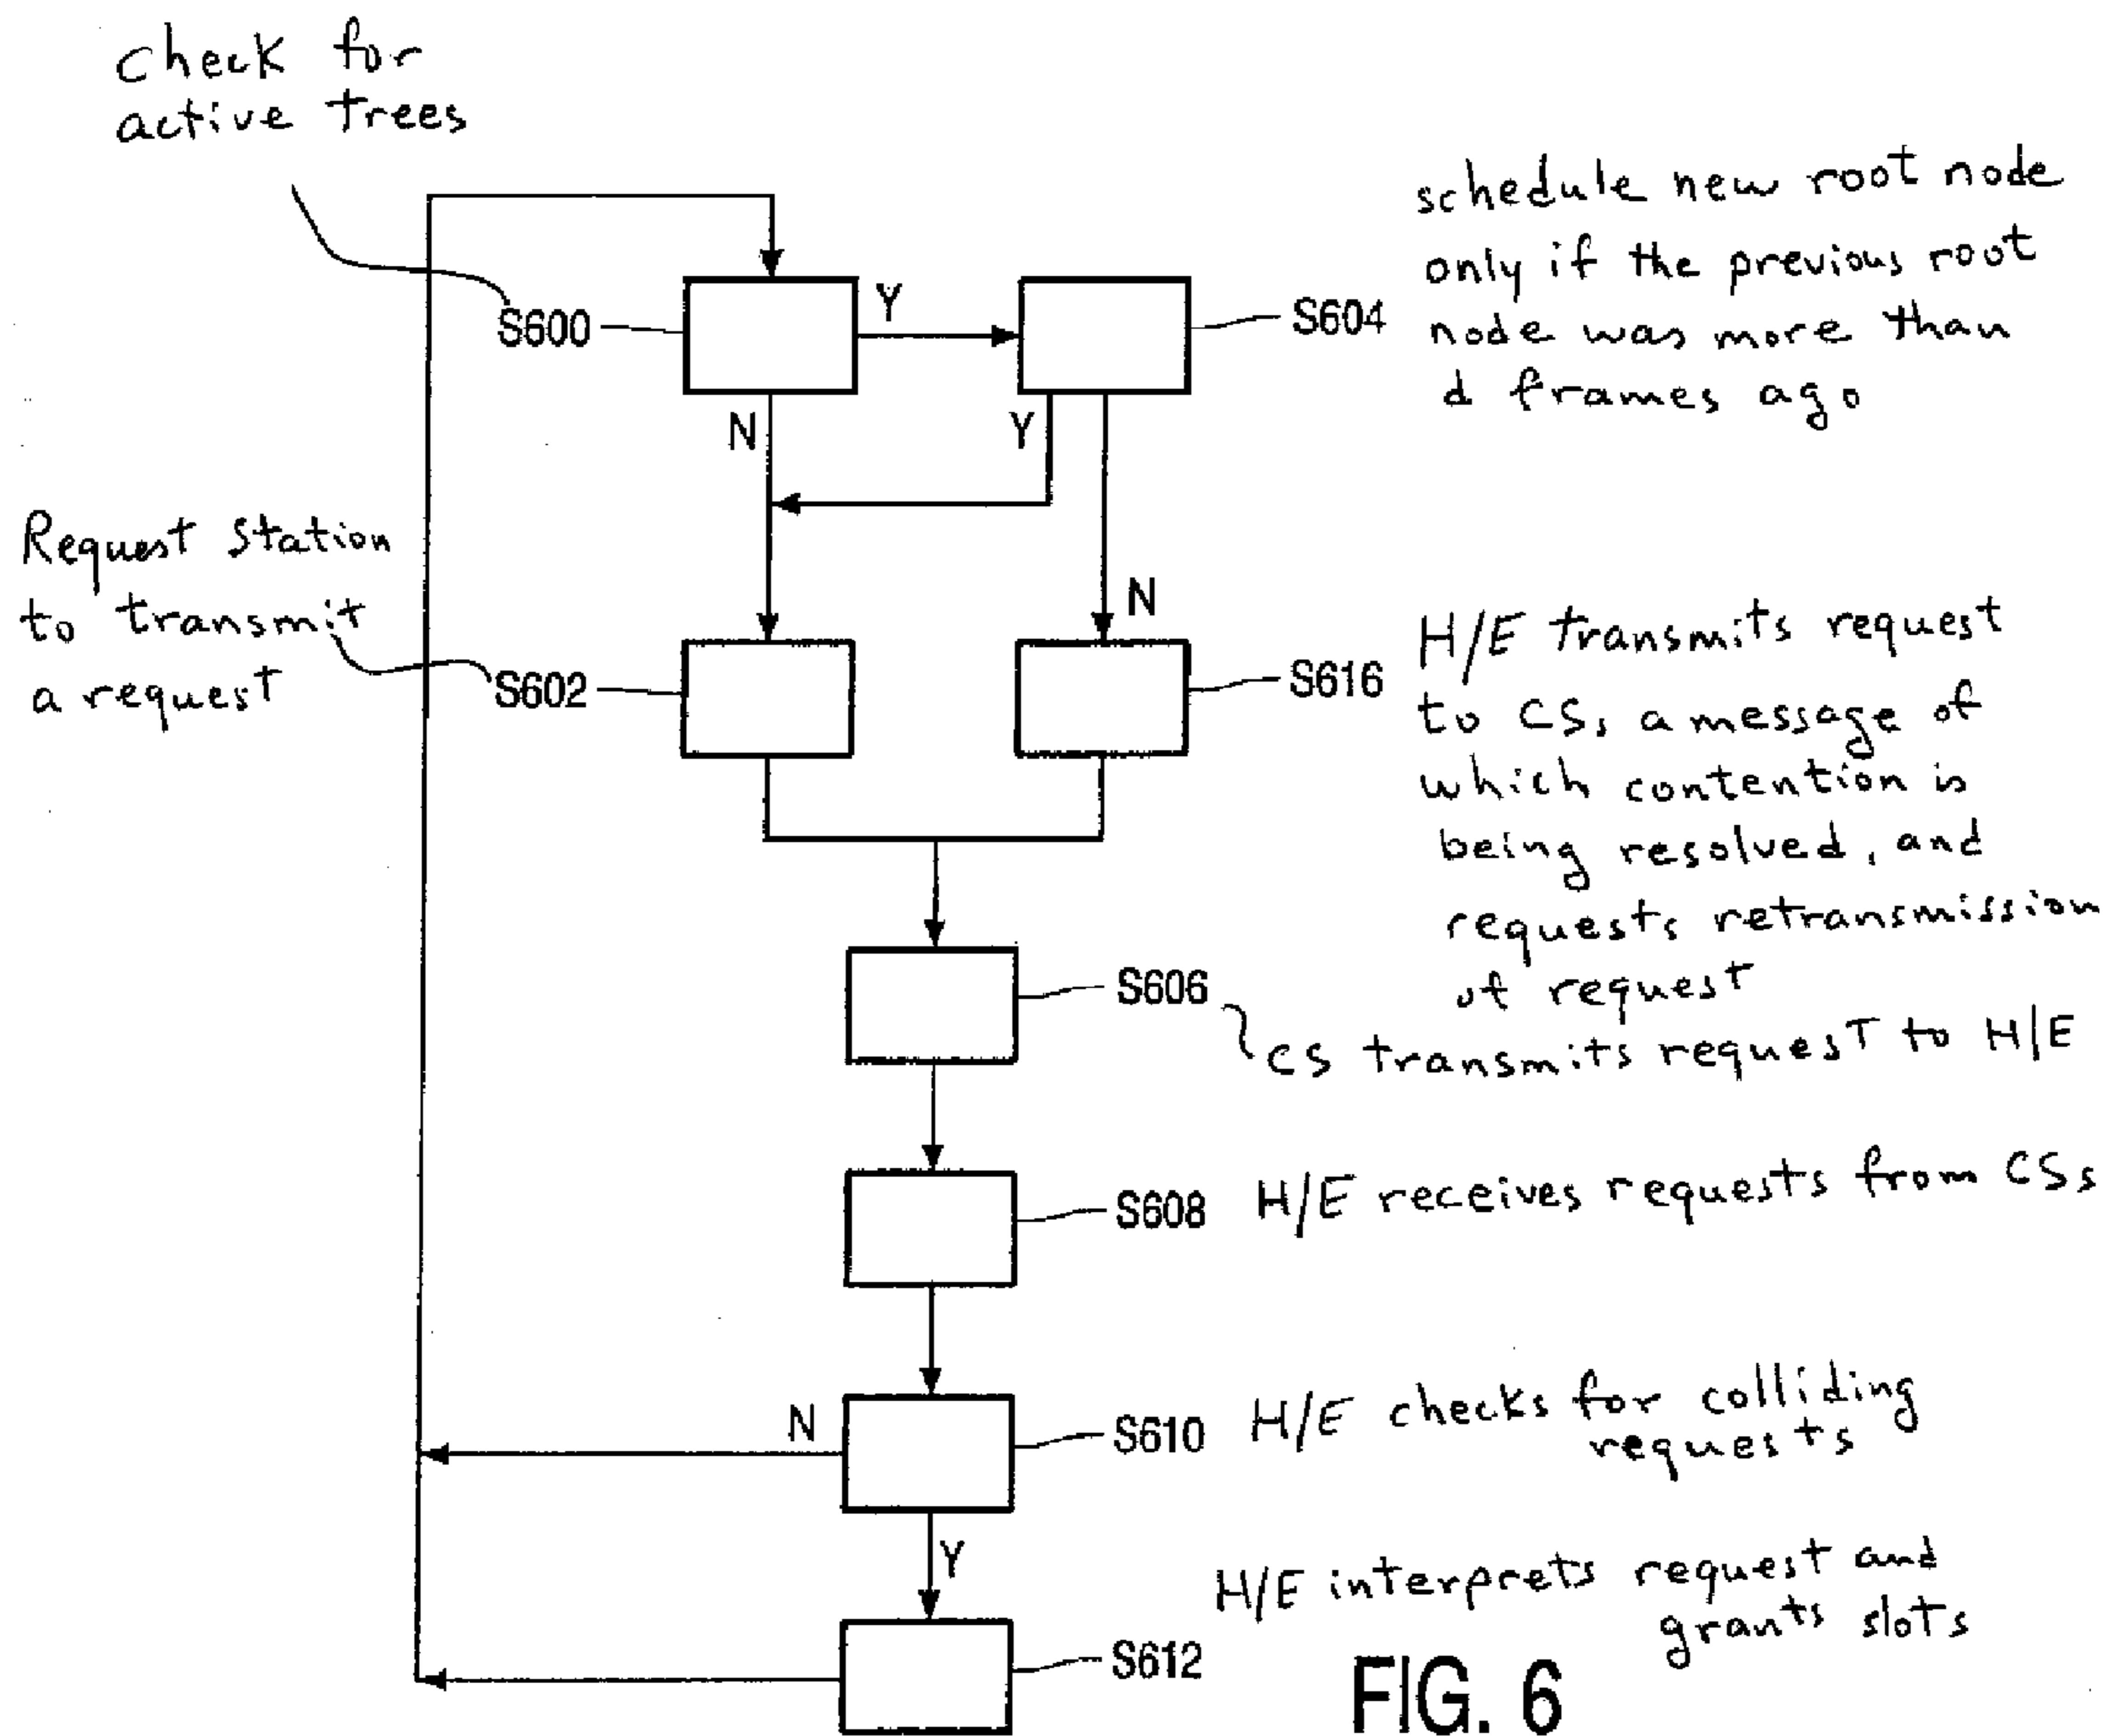 check for
active trees
schedule new root node
only if the previous root
node was more than
d frames ago
Y
S600
S604
N
Y
Request Station
to transmit
a request
N
S602
S616
H/E transmits request
to CS, a message of
which contention is
being resolved, and
requests retransmission
of request
S606
CS transmits request to H/E
S608
H/E receives requests from CSs
N
S610
H/E checks for colliding
requests
Y
H/E interprets request and
grants slots
S612
FIG. 6